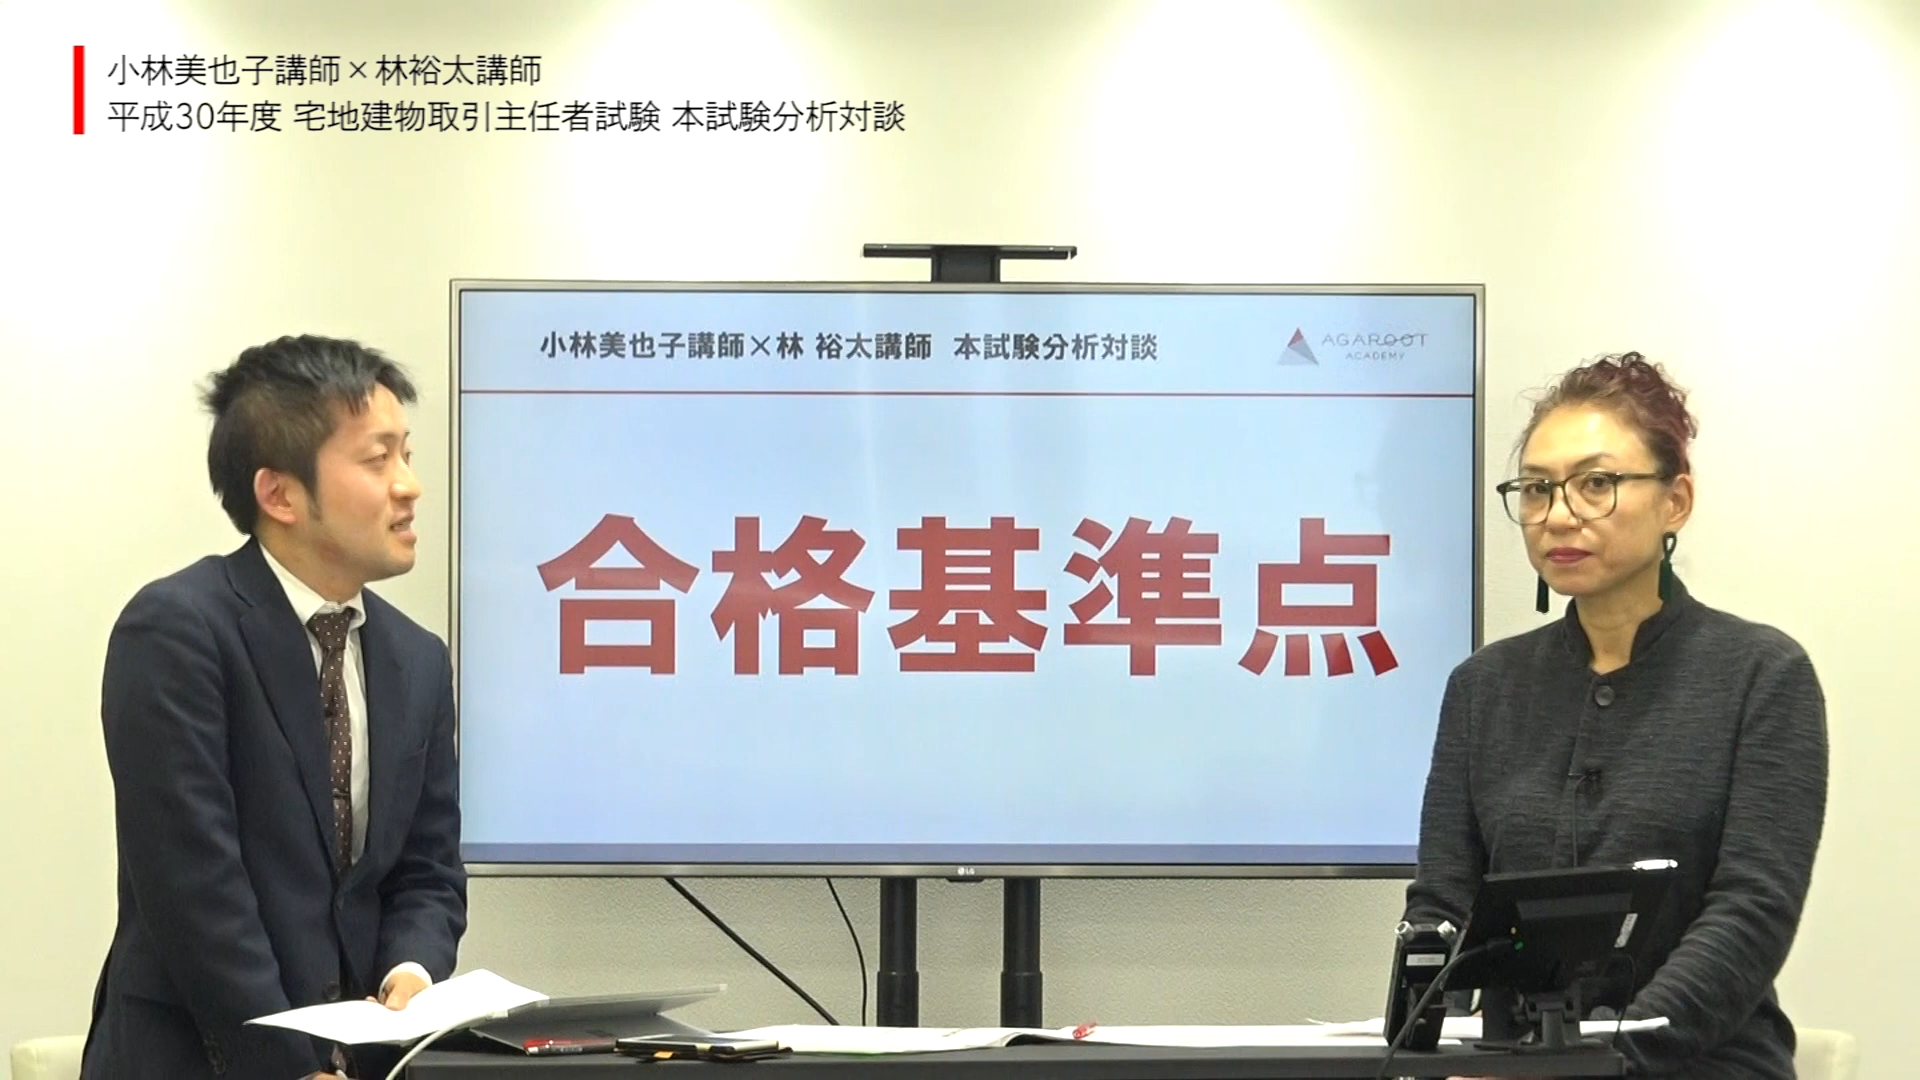 小林美也子講師×林裕太講師
平成30年度 宅地建物取引主任者試験 本試験分析対談
小林美也子講師×林 裕太講師 本試験分析対談
AGAROOT
ACADEMY
合格基準点
LG